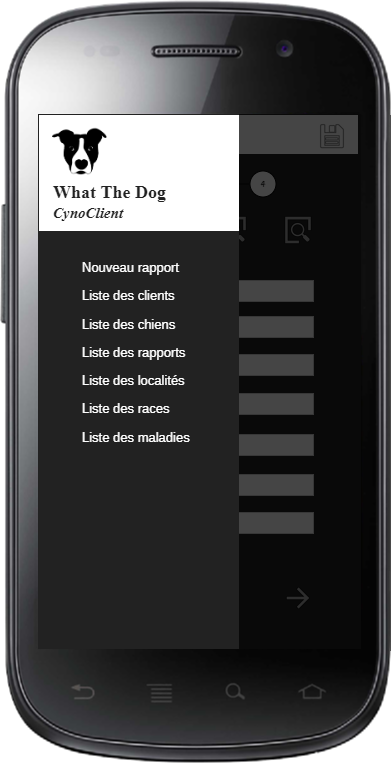 What The Dog
CynoClient
4
Nouveau rapport
Liste des clients
Liste des chiens
Liste des rapports
Liste des localités
Liste des races
Liste des maladies